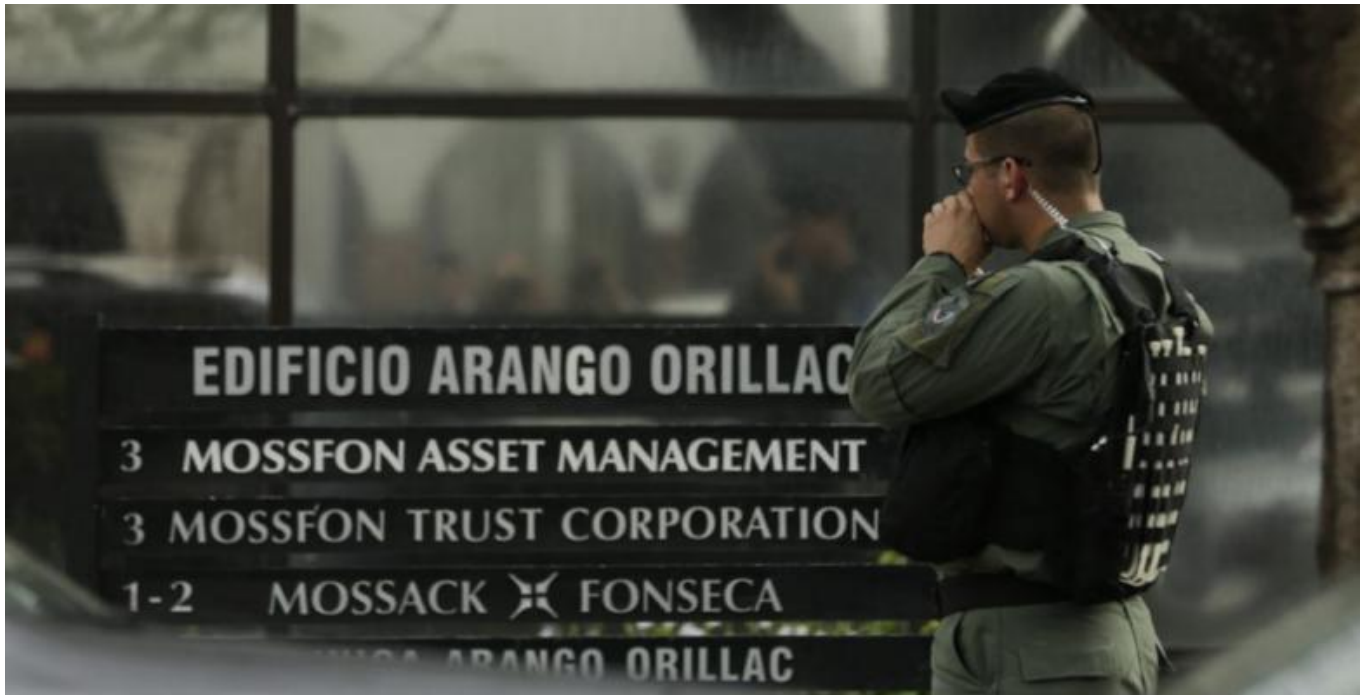 EDIFICIO ARANGO ORILLAC
3 MOSSFON ASSET MANAGEMENT
3 MOSSFON TRUST CORPORATION
1-2 MOSSACK FONSECA
ARANGO ORILLAC